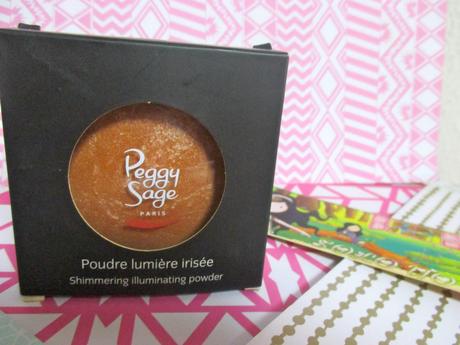 Peggy
Sage
PARIS
Poudre lumière irisée
Shimmering illuminating powder